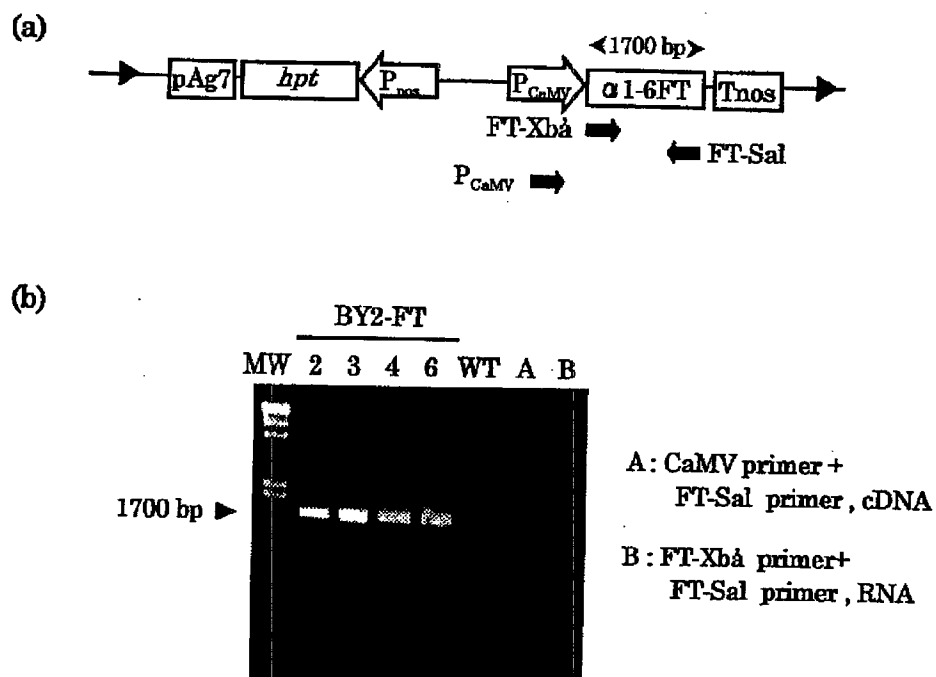 (a)
<1700 bp>
pAg7 hpt Pnos PCaMV α1-6FT Tnos
FT-Xba
FT-Sal
PCaMV
(b)
BY2-FT
MW 2 3 4 6 WT A B
1700 bp
A : CaMV primer +
FT-Sal primer , cDNA
B : FT-Xba primer+
FT-Sal primer , RNA